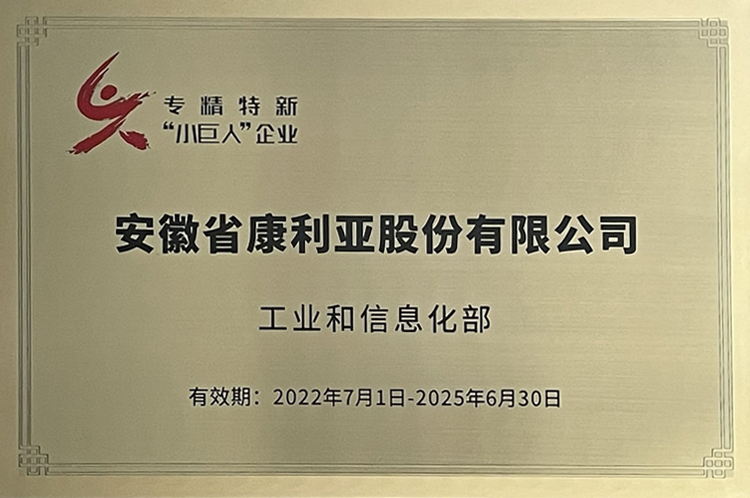 专精特新
“小巨人”企业
安徽省康利亚股份有限公司
工业和信息化部
有效期：2022年7月1日-2025年6月30日